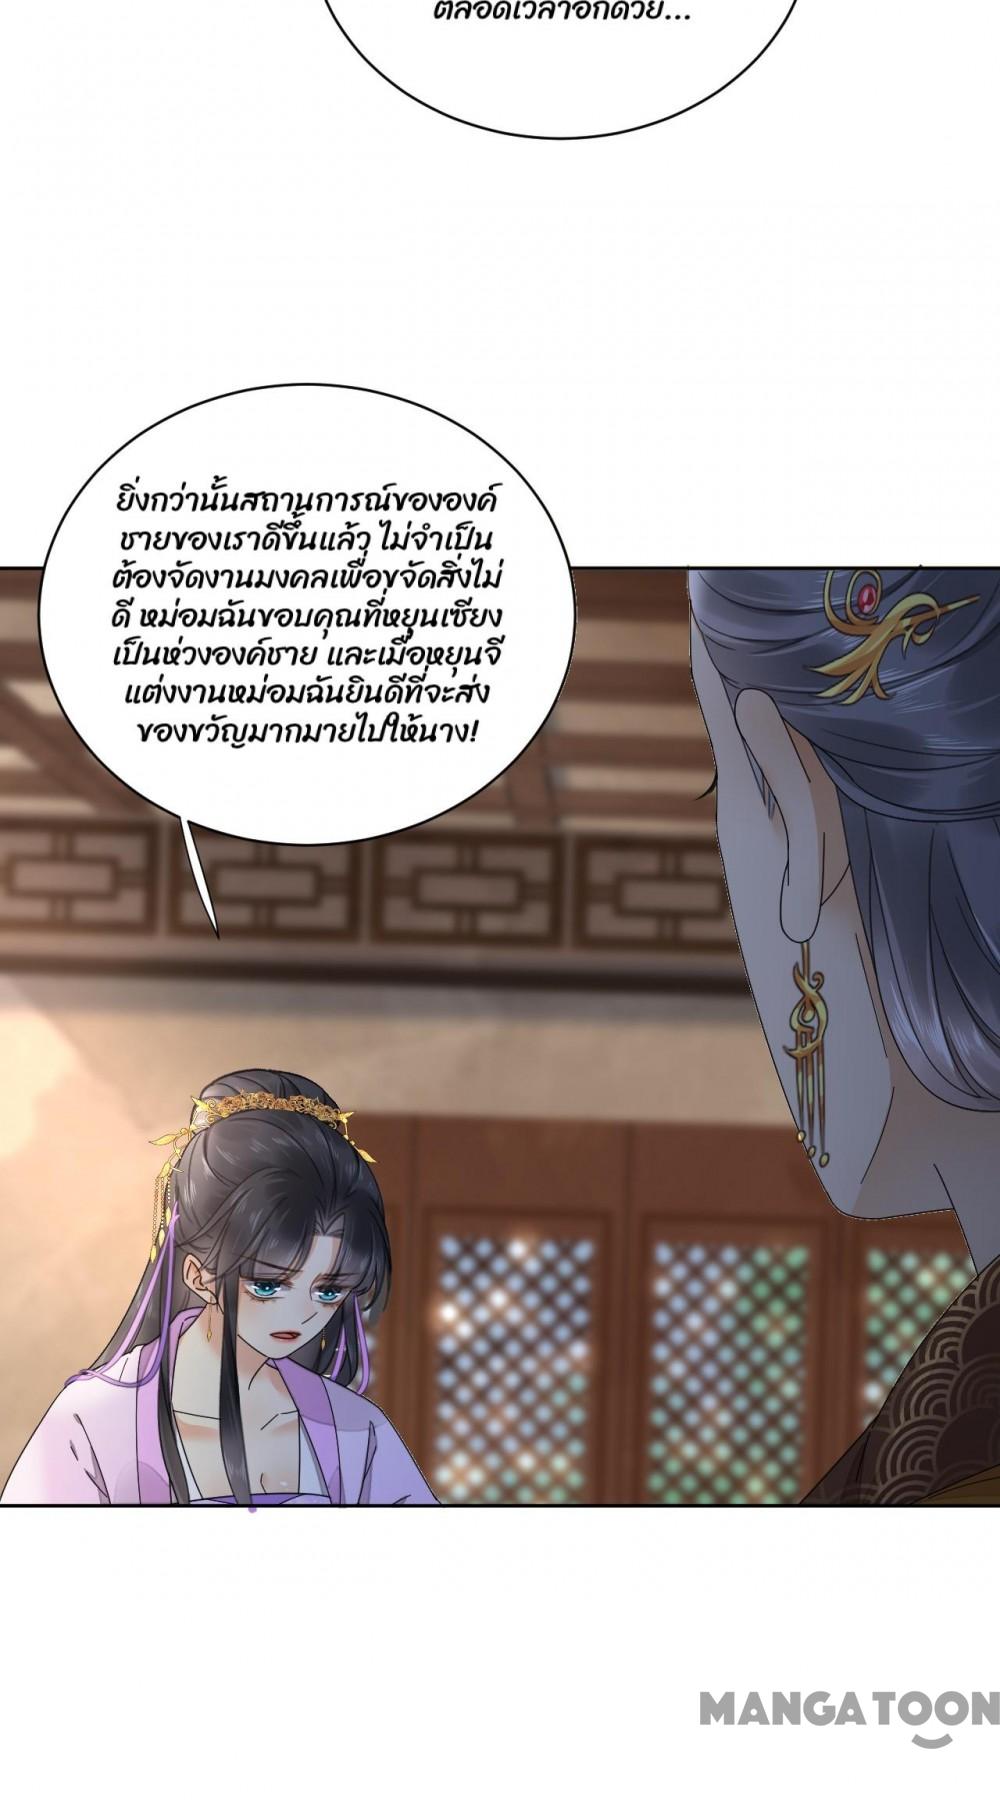 ตลอดเวลาอีกด้วย...
ยิ่งกว่านั้นสถานการณ์ขององค์
ชายของเราดีขึ้นแล้ว ไม่จำเป็น
ต้องจัดงานมงคลเพื่อขจัดสิ่งไม่
ดี หม่อมฉันขอบคุณที่หยุนเซียง
เป็นห่วงองค์ชาย และเมื่อหยุนจี
แต่งงานหม่อมฉันยินดีที่จะส่ง
ของขวัญมากมายไปให้นาง!
MANGATOON